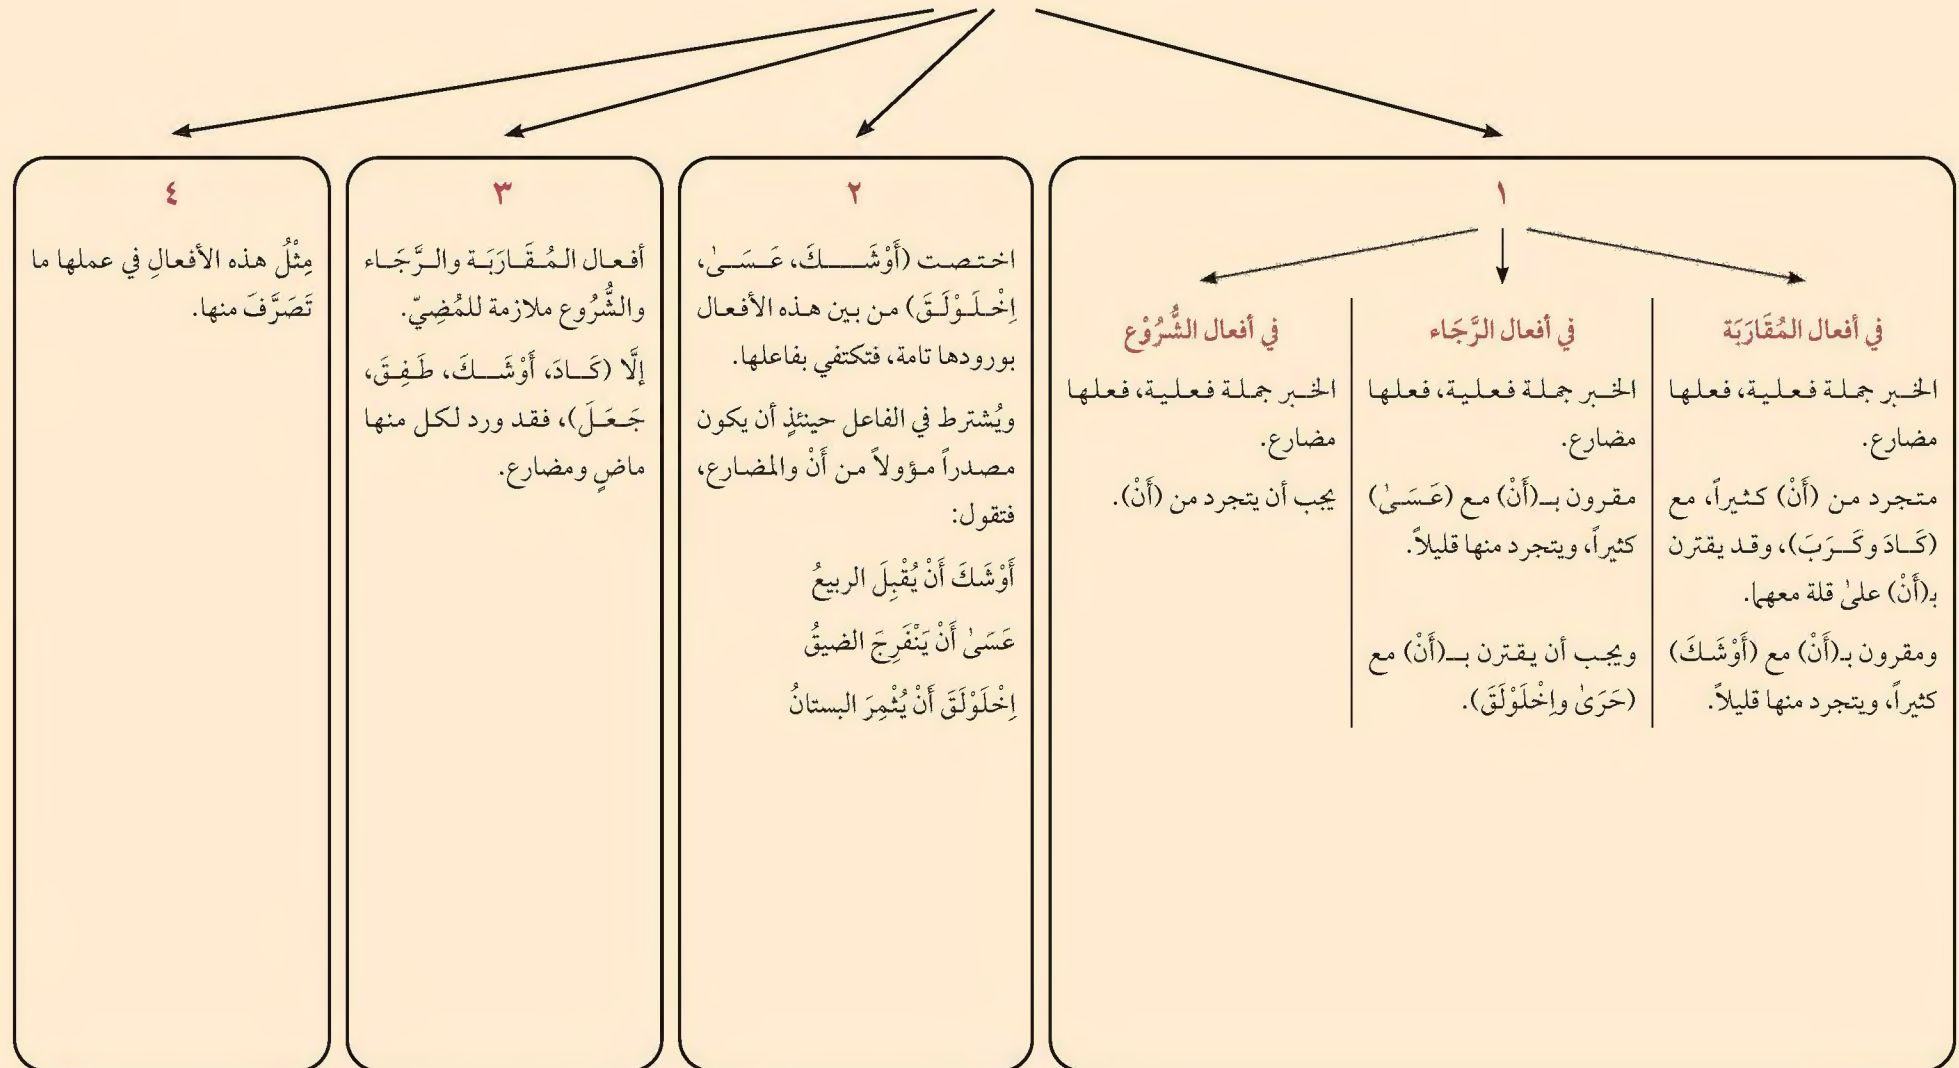 ١
في أفعال المُقَارَبَة
الخبر جملة فعلية، فعلها
مضارع.
متجرد من (أَنْ) كثيراً، مع
(كَادَ وكَرَبَ)، وقد يقترن
بـ(أَنْ) علىٰ قلة معهما.
ومقرون بـ(أَنْ) مع (أَوْشَكَ)
كثيراً، ويتجرد منها قليلاً.
في أفعال الرَّجَاء
الخبر جملة فعلية، فعلها
مضارع.
مقرون بـ(أَنْ) مع (عَسَىٰ)
كثيراً، ويتجرد منها قليلاً.
ويجب أن يقترن بـ(أَنْ) مع
(حَرَىٰ واِخْلَوْلَقَ).
في أفعال الشُّرُوْع
الخبر جملة فعلية، فعلها
مضارع.
يجب أن يتجرد من (أَنْ).
٢
اختصت (أَوْشَكَ، عَسَىٰ،
اِخْلَوْلَقَ) من بين هذه الأفعال
بورودها تامة، فتكتفي بفاعلها.
ويُشترط في الفاعل حينئذٍ أن يكون
مصدراً مؤولاً من أَنْ والمضارع،
فتقول:
أَوْشَكَ أَنْ يُقْبِلَ الربيعُ
عَسَىٰ أَنْ يَنْفَرِجَ الضيقُ
اِخْلَوْلَقَ أَنْ يُثْمِرَ البستانُ
٣
أفعال المُقَارَبَة والرَّجَاء
والشُّرُوع ملازمة للمُضِيّ.
إلَّا (كَادَ، أَوْشَكَ، طَفِقَ،
جَعَلَ)، فقد ورد لكل منها
ماضٍ ومضارع.
٤
مِثْلُ هذه الأفعالِ في عملها ما
تَصَرَّفَ منها.